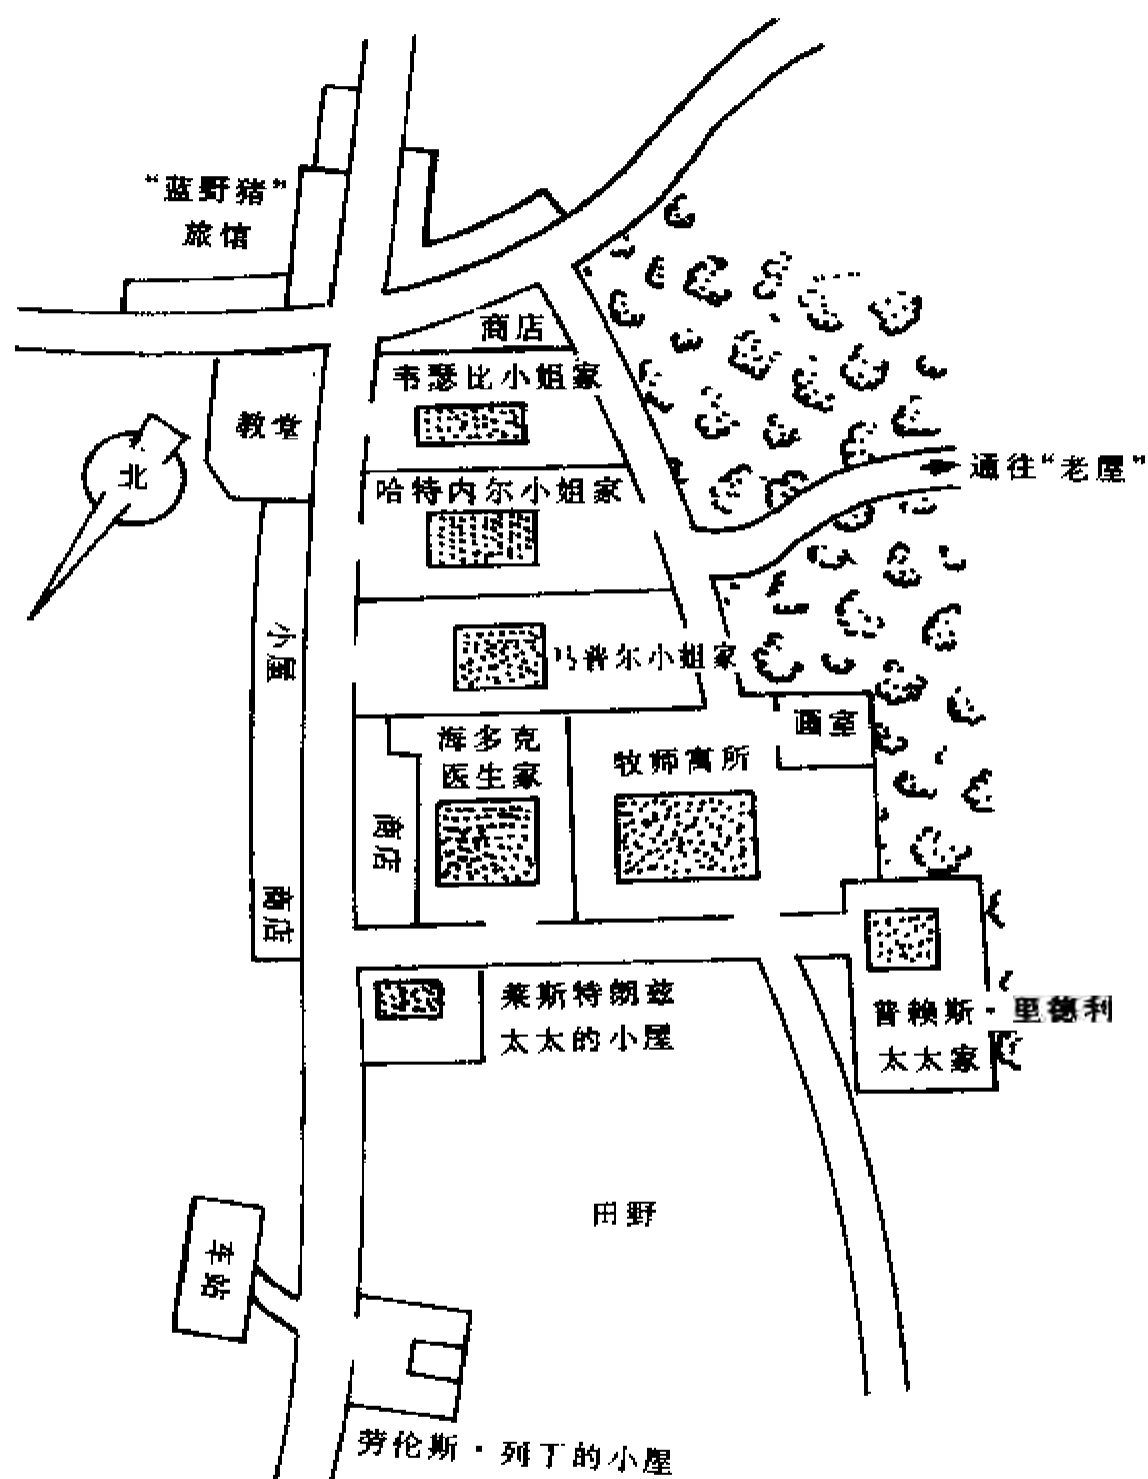 “蓝野猪”
旅馆
商店
韦瑟比小姐家
教堂
北
通往“老屋”
哈特内尔小姐家
小屋
马普尔小姐家
画室
海多克
医生家
牧师寓所
商店
商店
莱斯特朗兹
太太的小屋
普赖斯·里德利
太太家
田野
车站
劳伦斯·列丁的小屋